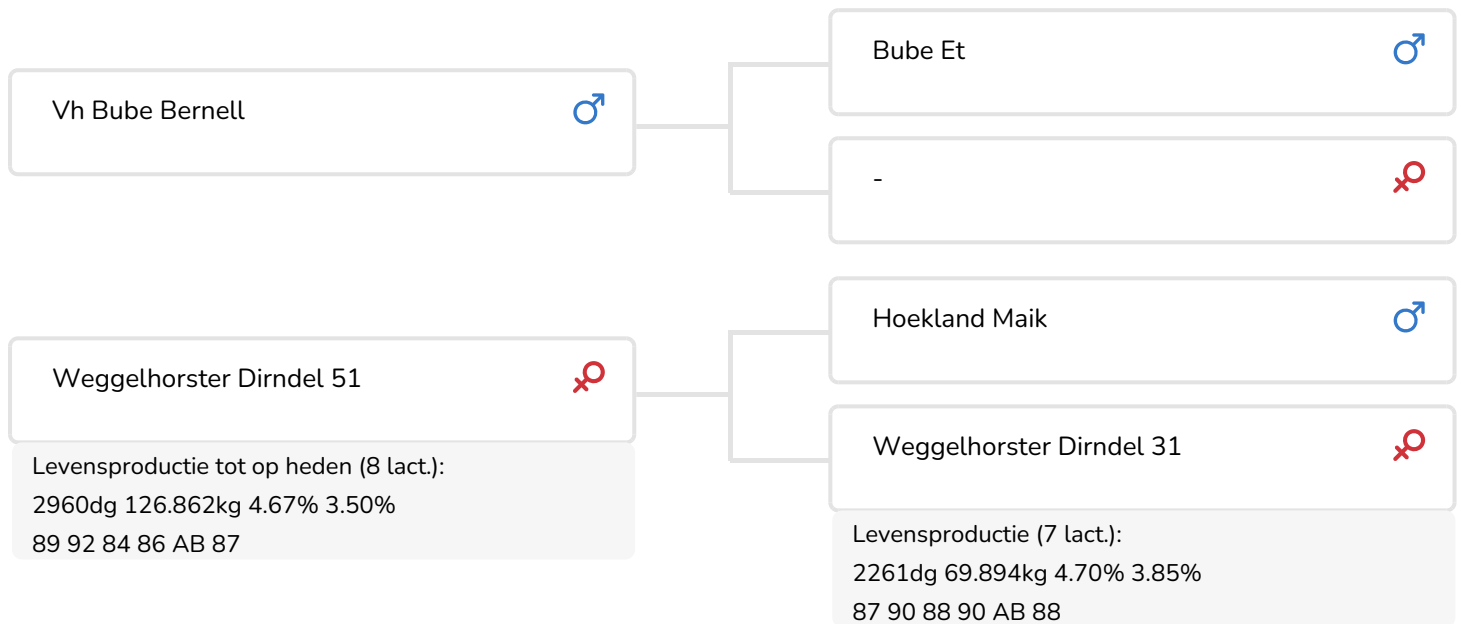 Bube Et
Vh Bube Bernell
-
Hoekland Maik
Weggelhorster Dirndel 51
Weggelhorster Dirndel 31
Levensproductie tot op heden (8 lact.):
2960dg 126.862kg 4.67% 3.50%
89 92 84 86 AB 87
Levensproductie (7 lact.):
2261dg 69.894kg 4.70% 3.85%
87 90 88 90 AB 88